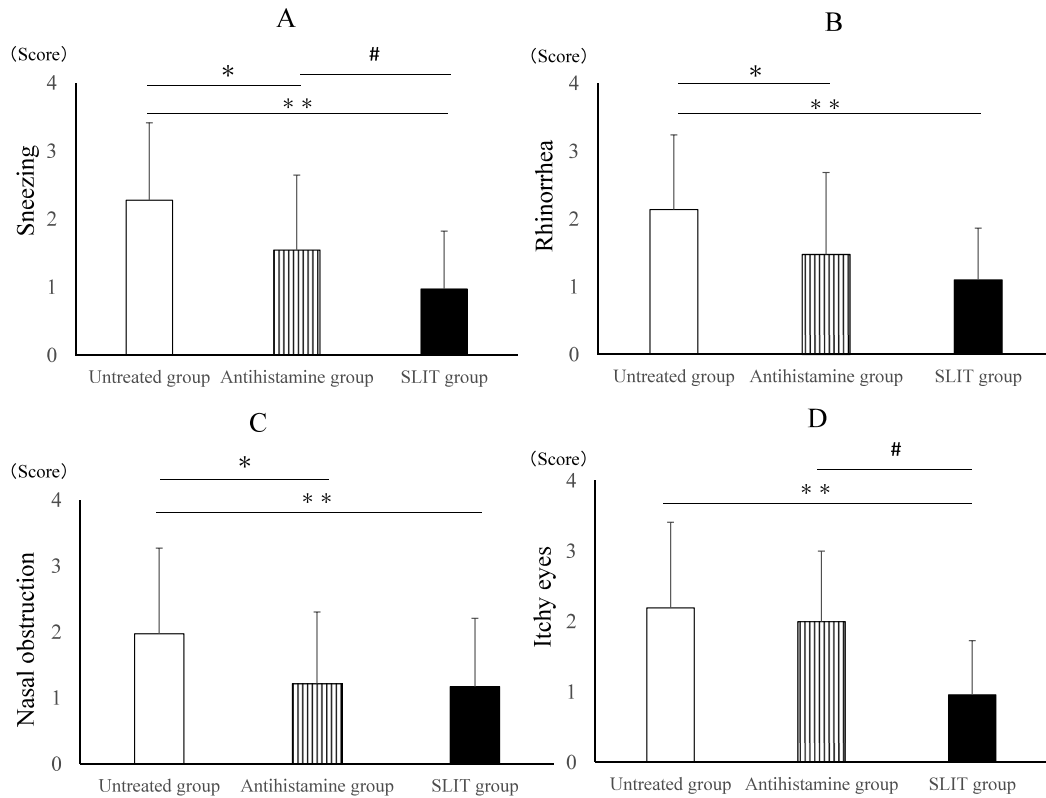 A
（Score）
4
3
2
1
0
Sneezing
*
#
**
Untreated group Antihistamine group SLIT group
B
（Score）
4
3
2
1
0
Rhinorrhea
*
**
Untreated group Antihistamine group SLIT group
C
（Score）
4
3
2
1
0
Nasal obstruction
*
**
Untreated group Antihistamine group SLIT group
D
（Score）
4
3
2
1
0
Itchy eyes
#
**
Untreated group Antihistamine group SLIT group